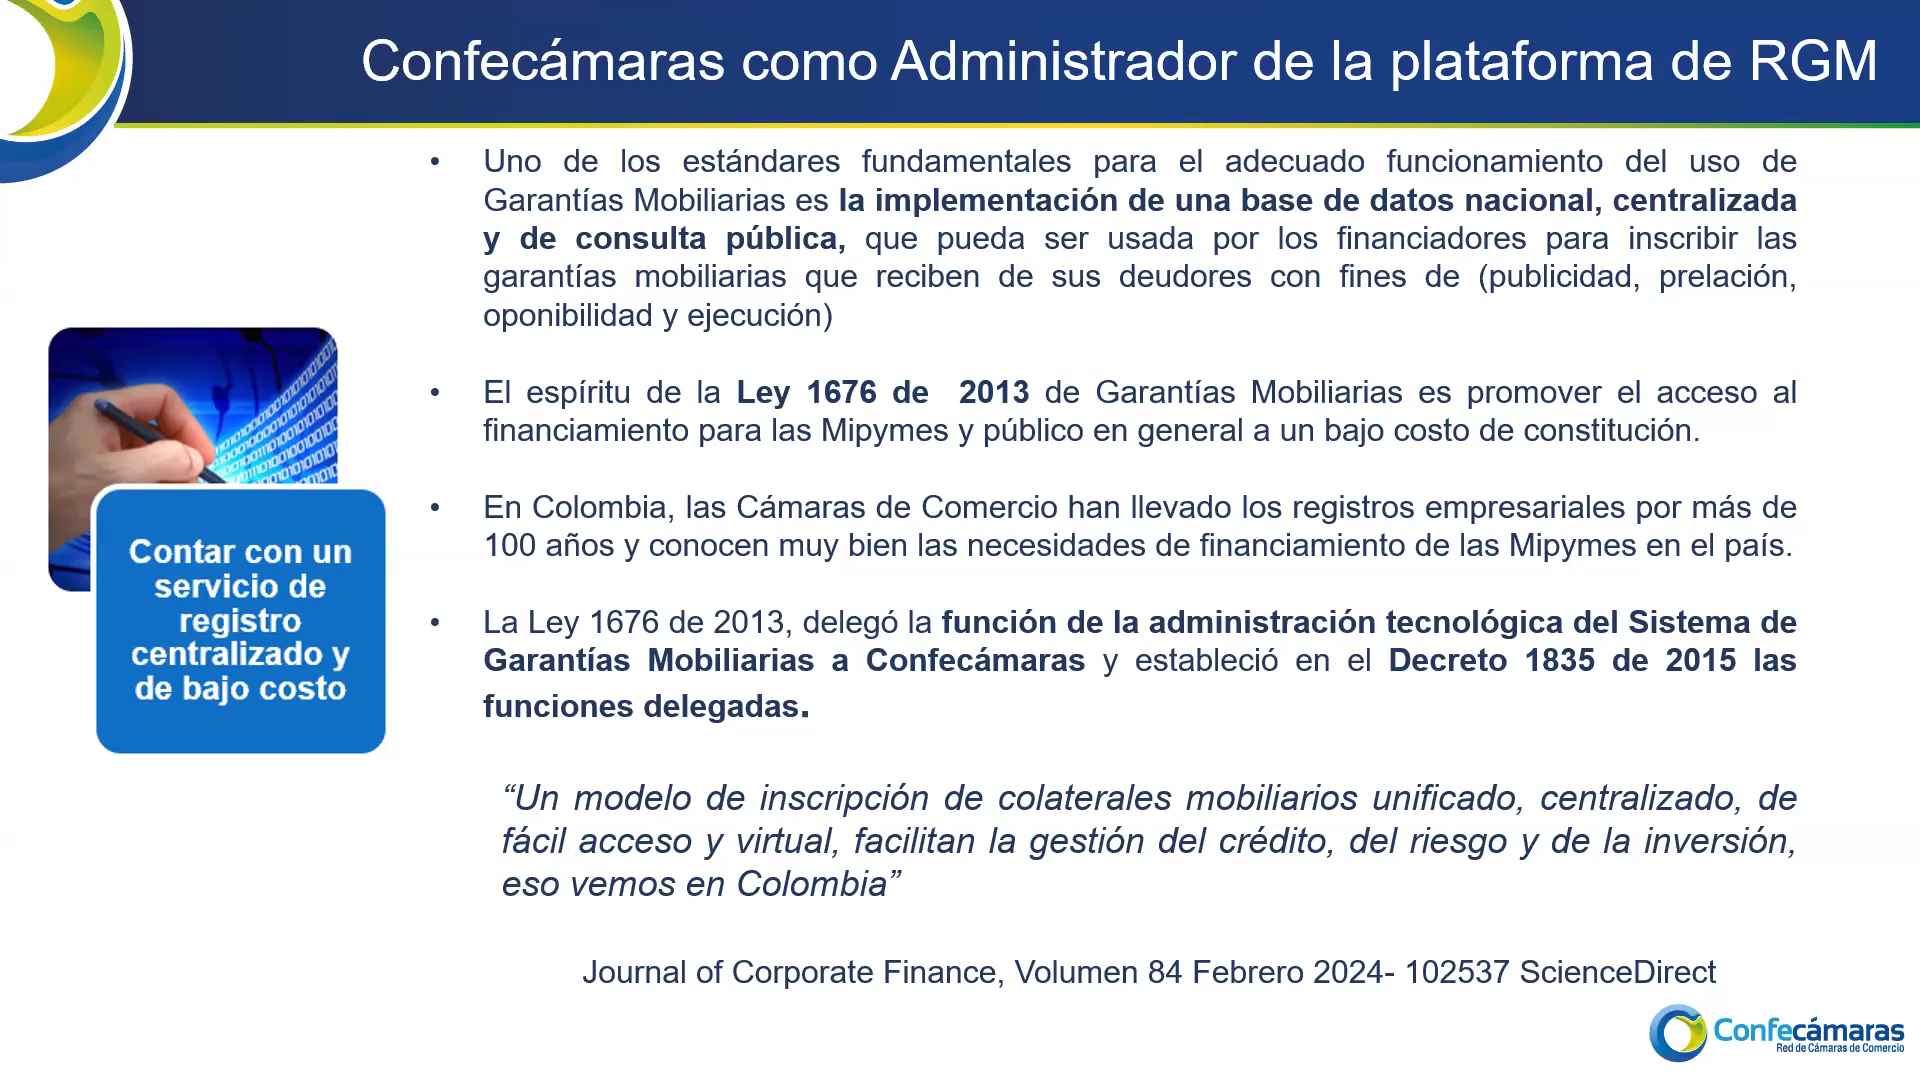 Confecámaras como Administrador de la plataforma de RGM
• Uno de los estándares fundamentales para el adecuado funcionamiento del uso de
Garantías Mobiliarias es la implementación de una base de datos nacional, centralizada
y de consulta pública, que pueda ser usada por los financiadores para inscribir las
garantías mobiliarias que reciben de sus deudores con fines de (publicidad, prelación,
oponibilidad y ejecución)
• El espíritu de la Ley 1676 de 2013 de Garantías Mobiliarias es promover el acceso al
financiamiento para las Mipymes y público en general a un bajo costo de constitución.
• En Colombia, las Cámaras de Comercio han llevado los registros empresariales por más de
100 años y conocen muy bien las necesidades de financiamiento de las Mipymes en el país.
• La Ley 1676 de 2013, delegó la función de la administración tecnológica del Sistema de
Garantías Mobiliarias a Confecámaras y estableció en el Decreto 1835 de 2015 las
funciones delegadas.
Contar con un
servicio de
registro
centralizado y
de bajo costo
“Un modelo de inscripción de colaterales mobiliarios unificado, centralizado, de
fácil acceso y virtual, facilitan la gestión del crédito, del riesgo y de la inversión,
eso vemos en Colombia”
Journal of Corporate Finance, Volumen 84 Febrero 2024- 102537 ScienceDirect
Confecámaras
Red de Cámaras de Comercio